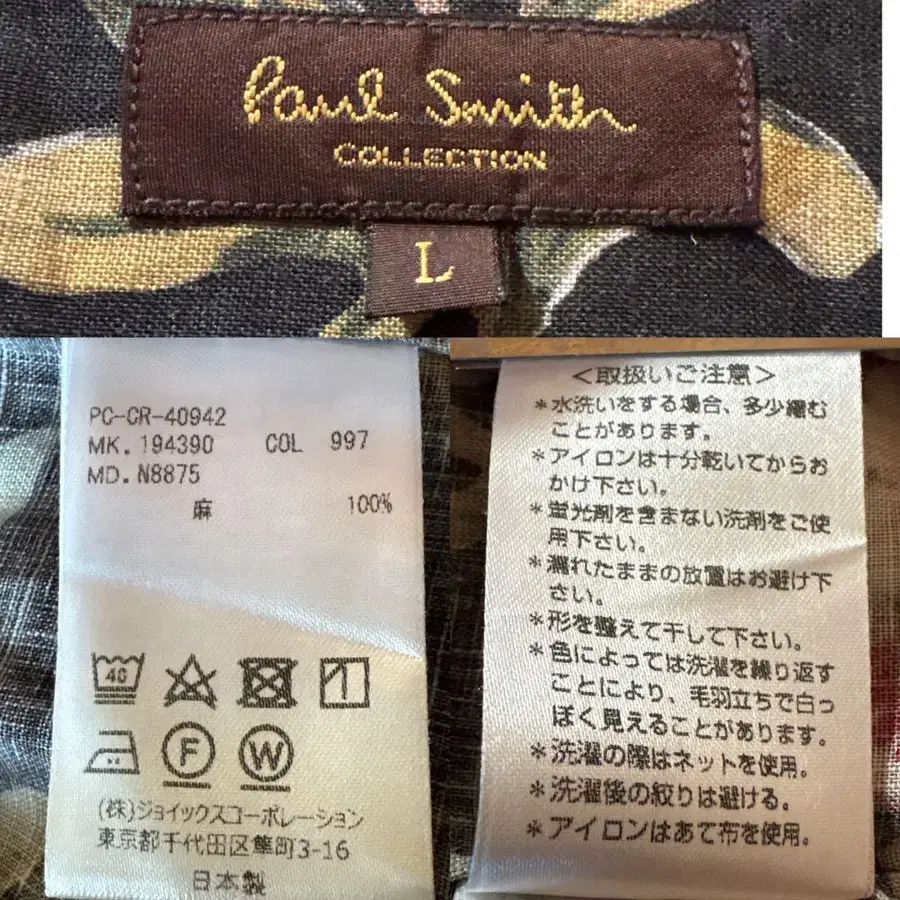 Paul Smith
COLLECTION
L
PC-CR-40942
MK. 194390 COL 997
MD. N8875
麻 100%
40
F W
(株)ジョイックスコーポレーション
東京都千代田区隼町3-16
日本製
<取扱いご注意>
*水洗いをする場合、多少縮む
ことがあります。
*アイロンは十分乾いてからお
かけ下さい。
*蛍光剤を含まない洗剤をご使
用下さい。
*濡れたままの放置はお避け下
さい。
*形を整えて干して下さい。
*色によっては洗濯を繰り返す
ことにより、毛羽立ちで白っ
ぽく見えることがあります。
*洗濯の際はネットを使用。
*洗濯後の絞りは避ける。
*アイロンはあて布を使用。